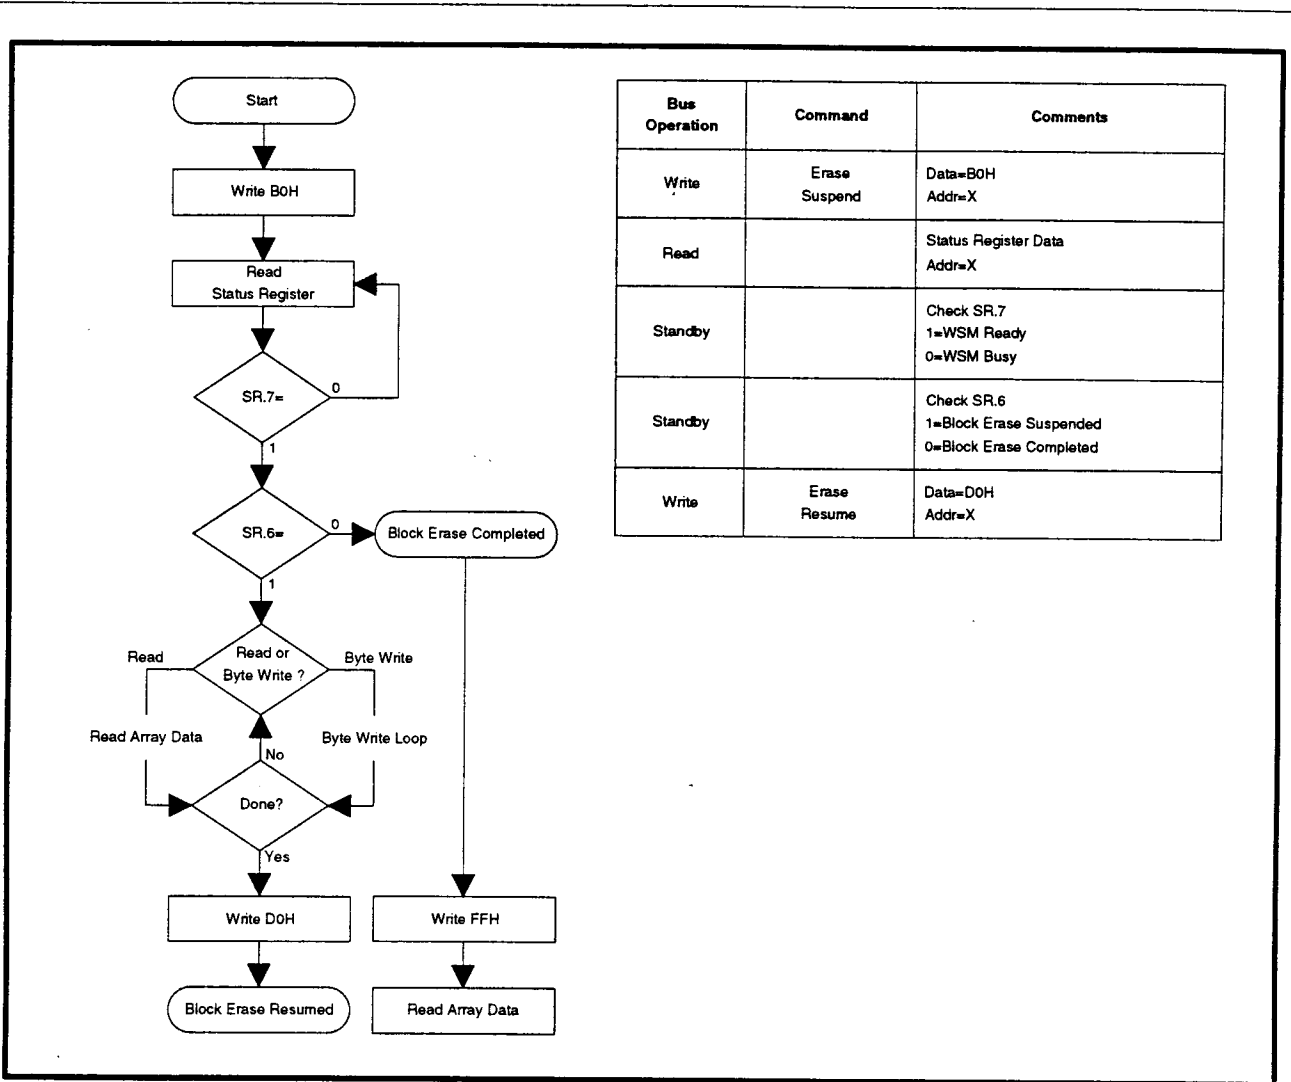 Start
Write B0H
Read
Status Register
SR.7=
0
1
SR.6=
0
Block Erase Completed
1
Read or
Byte Write ?
Read
Byte Write
Read Array Data
Byte Write Loop
No
Done?
Yes
Write D0H
Write FFH
Block Erase Resumed
Read Array Data
Bus
Operation
Command
Comments
Write
Erase
Suspend
Data=B0H
Addr=X
Read
Status Register Data
Addr=X
Standby
Check SR.7
1=WSM Ready
0=WSM Busy
Standby
Check SR.6
1=Block Erase Suspended
0=Block Erase Completed
Write
Erase
Resume
Data=D0H
Addr=X